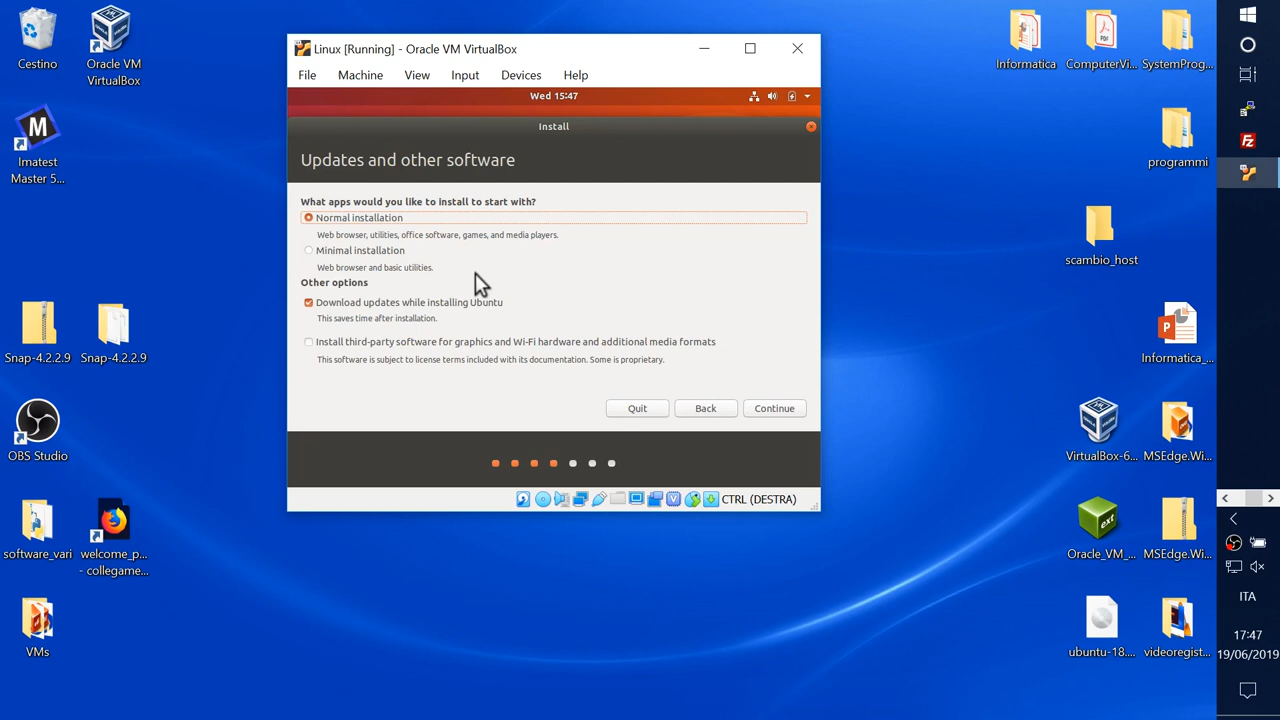 Cestino
Oracle VM
VirtualBox
Imatest
Master 5...
Snap-4.2.2.9
Snap-4.2.2.9
OBS Studio
software_vari
welcome_p...
- collegame...
VMs
Linux [Running] - Oracle VM VirtualBox
File
Machine
View
Input
Devices
Help
Wed 15:47
Install
Updates and other software
What apps would you like to install to start with?
Normal installation
Web browser, utilities, office software, games, and media players.
Minimal installation
Web browser and basic utilities.
Other options
Download updates while installing Ubuntu
This saves time after installation.
Install third-party software for graphics and Wi-Fi hardware and additional media formats
This software is subject to license terms included with its documentation. Some is proprietary.
Quit
Back
Continue
CTRL (DESTRA)
Informatica
ComputerVi...
SystemProg...
programmi
scambio_host
Informatica_...
VirtualBox-6...
MSEdge.Wi...
Oracle_VM_...
MSEdge.Wi...
ubuntu-18....
videoregist...
ITA
17:47
19/06/2019